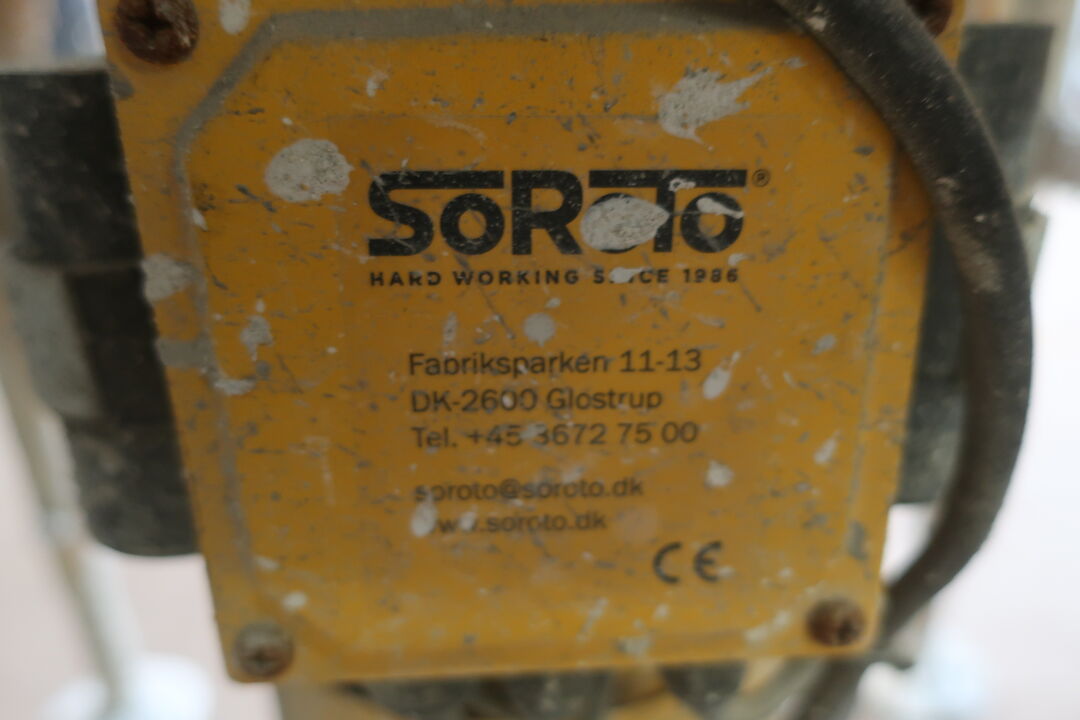 SoRoTo®
HARD WORKING SINCE 1986
Fabriksparken 11-13
DK-2600 Glostrup
Tel. +45 3672 75 00
soroto@soroto.dk
www.soroto.dk
CE